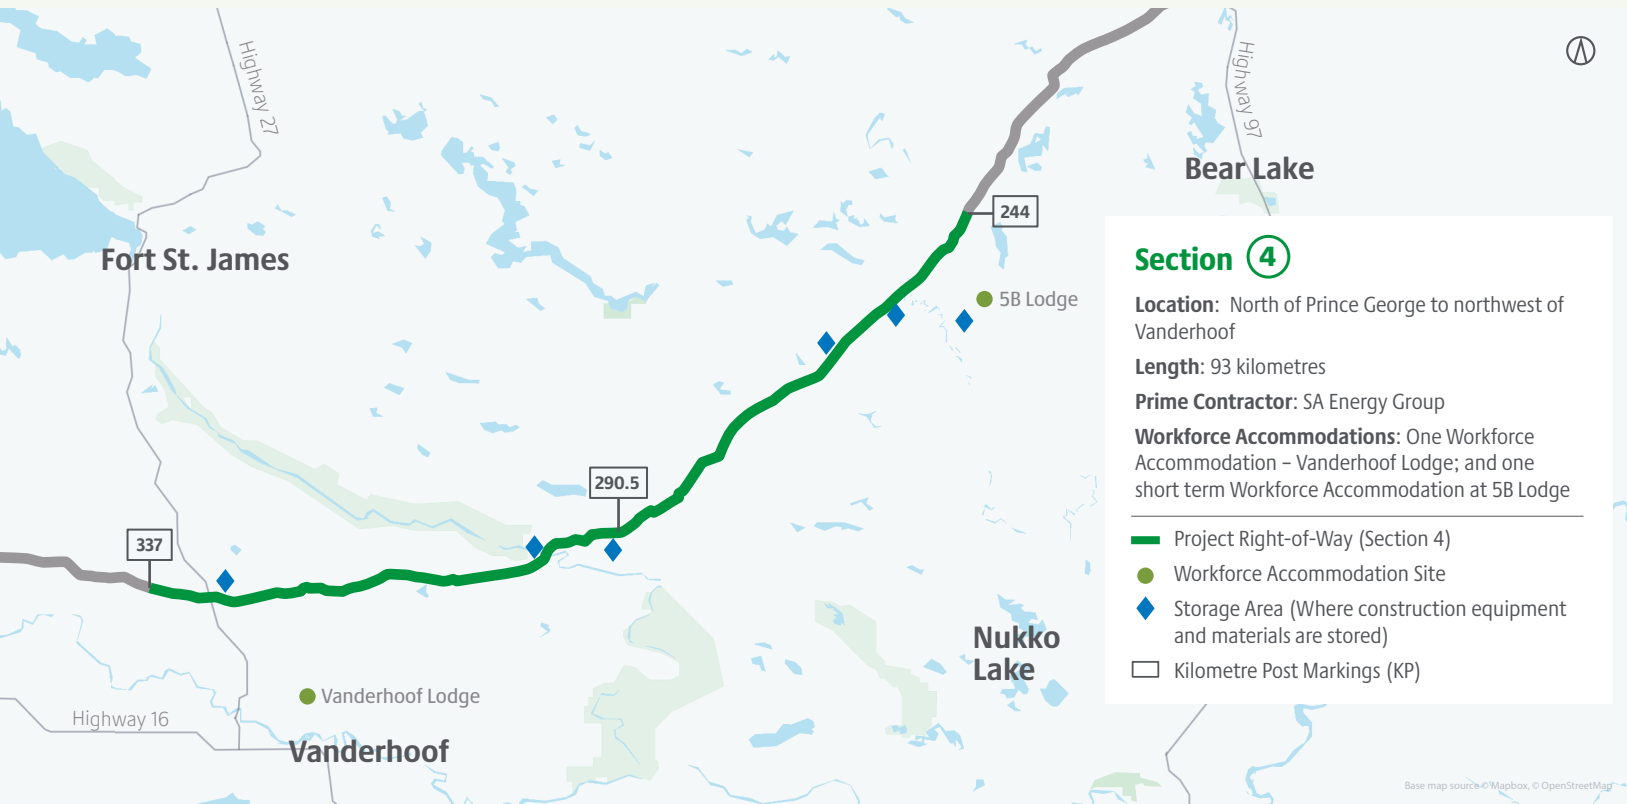 Highway 27
Highway 97
Bear Lake
244
Fort St. James
5B Lodge
290.5
337
Nukko
Lake
Vanderhoof Lodge
Highway 16
Vanderhoof
Section 4
Location: North of Prince George to northwest of
Vanderhoof
Length: 93 kilometres
Prime Contractor: SA Energy Group
Workforce Accommodations: One Workforce
Accommodation – Vanderhoof Lodge; and one
short term Workforce Accommodation at 5B Lodge
Project Right-of-Way (Section 4)
Workforce Accommodation Site
Storage Area (Where construction equipment
and materials are stored)
Kilometre Post Markings (KP)
Base map source © Mapbox, © OpenStreetMap